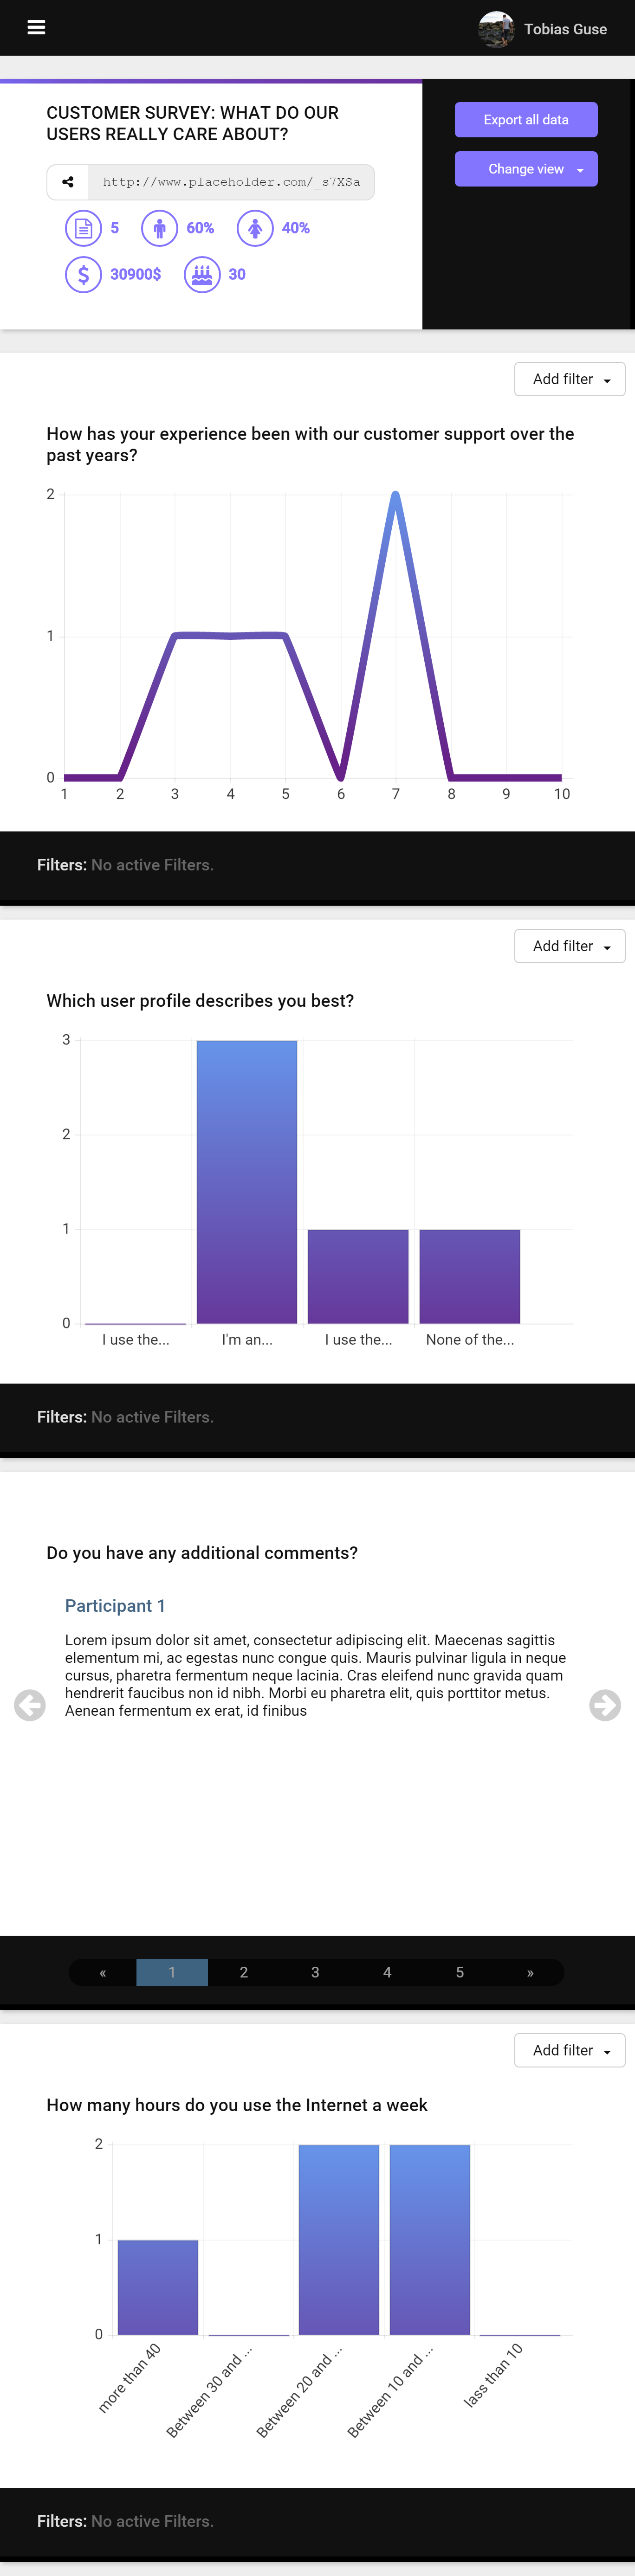 Tobias Guse
CUSTOMER SURVEY: WHAT DO OUR
USERS REALLY CARE ABOUT?
Export all data
Change view
http://www.placeholder.com/_s7XSa
5
60%
40%
30900$
30
Add filter
How has your experience been with our customer support over the
past years?
2
1
0
1 2 3 4 5 6 7 8 9 10
Filters: No active Filters.
Add filter
Which user profile describes you best?
3
2
1
0
I use the... I'm an... I use the... None of the...
Filters: No active Filters.
Do you have any additional comments?
Participant 1
Lorem ipsum dolor sit amet, consectetur adipiscing elit. Maecenas sagittis
elementum mi, ac egestas nunc congue quis. Mauris pulvinar ligula in neque
cursus, pharetra fermentum neque lacinia. Cras eleifend nunc gravida quam
hendrerit faucibus non id nibh. Morbi eu pharetra elit, quis porttitor metus.
Aenean fermentum ex erat, id finibus
« 1 2 3 4 5 »
Add filter
How many hours do you use the Internet a week
2
1
0
more than 40
Between 30 and ...
Between 20 and ...
Between 10 and ...
lass than 10
Filters: No active Filters.